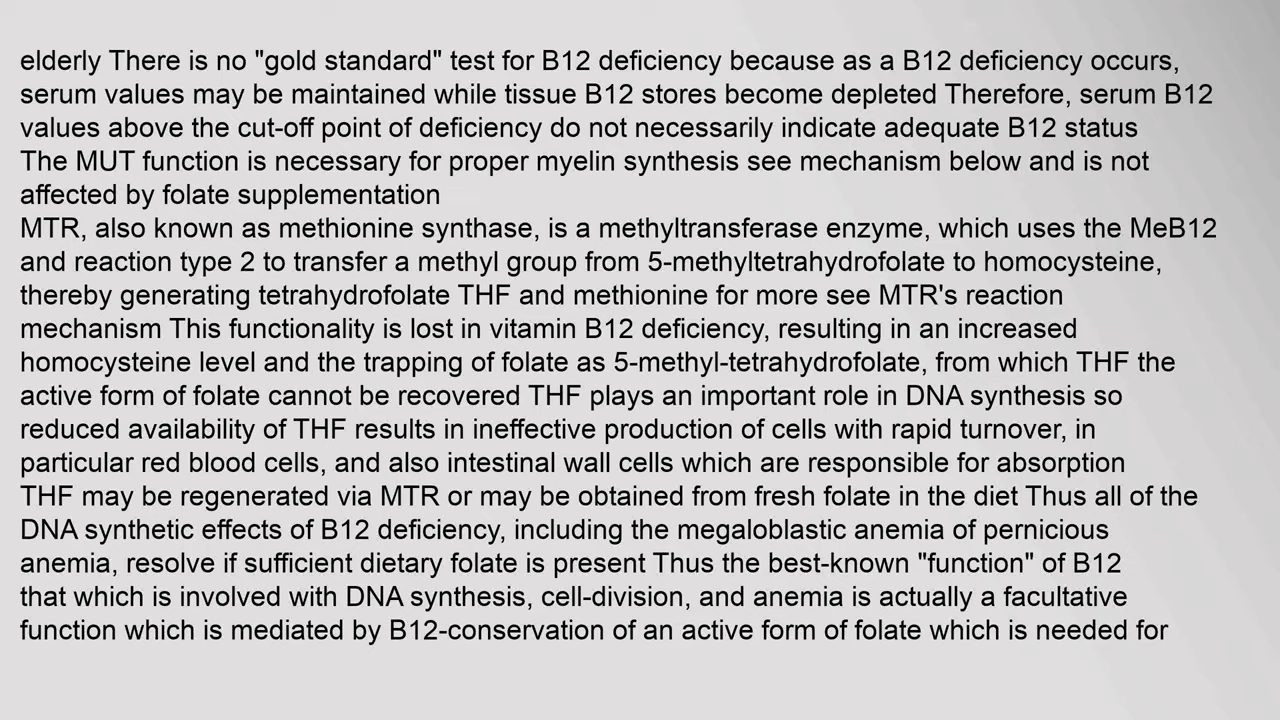 elderly There is no "gold standard" test for B12 deficiency because as a B12 deficiency occurs,
serum values may be maintained while tissue B12 stores become depleted Therefore, serum B12
values above the cut-off point of deficiency do not necessarily indicate adequate B12 status
The MUT function is necessary for proper myelin synthesis see mechanism below and is not
affected by folate supplementation
MTR, also known as methionine synthase, is a methyltransferase enzyme, which uses the MeB12
and reaction type 2 to transfer a methyl group from 5-methyltetrahydrofolate to homocysteine,
thereby generating tetrahydrofolate THF and methionine for more see MTR's reaction
mechanism This functionality is lost in vitamin B12 deficiency, resulting in an increased
homocysteine level and the trapping of folate as 5-methyl-tetrahydrofolate, from which THF the
active form of folate cannot be recovered THF plays an important role in DNA synthesis so
reduced availability of THF results in ineffective production of cells with rapid turnover, in
particular red blood cells, and also intestinal wall cells which are responsible for absorption
THF may be regenerated via MTR or may be obtained from fresh folate in the diet Thus all of the
DNA synthetic effects of B12 deficiency, including the megaloblastic anemia of pernicious
anemia, resolve if sufficient dietary folate is present Thus the best-known "function" of B12
that which is involved with DNA synthesis, cell-division, and anemia is actually a facultative
function which is mediated by B12-conservation of an active form of folate which is needed for